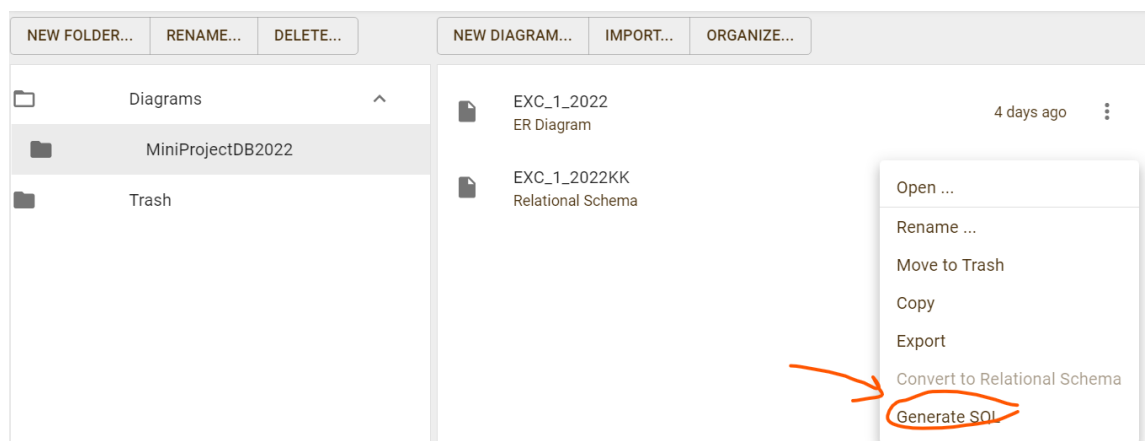 NEW FOLDER... RENAME... DELETE... NEW DIAGRAM... IMPORT... ORGANIZE...
Diagrams
MiniProjectDB2022
Trash
EXC_1_2022
ER Diagram
4 days ago
EXC_1_2022KK
Relational Schema
Open ...
Rename ...
Move to Trash
Copy
Export
Convert to Relational Schema
Generate SQL